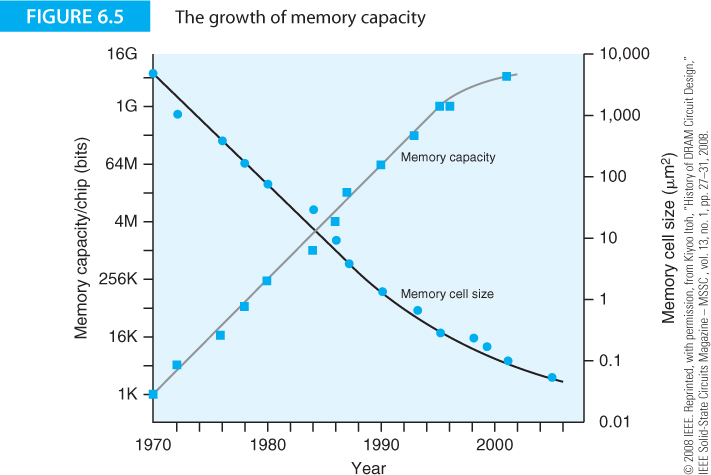 FIGURE 6.5
The growth of memory capacity
16G
1G
64M
4M
256K
16K
1K
Memory capacity/chip (bits)
10,000
1,000
100
10
1
0.1
0.01
Memory cell size (μm²)
Memory capacity
Memory cell size
1970
1980
1990
2000
Year
© 2008 IEEE. Reprinted, with permission, from Kiyoo Itoh, "History of DRAM Circuit Design,"
IEEE Solid-State Circuits Magazine – MSSC, vol. 13, no. 1, pp. 27–31, 2008.